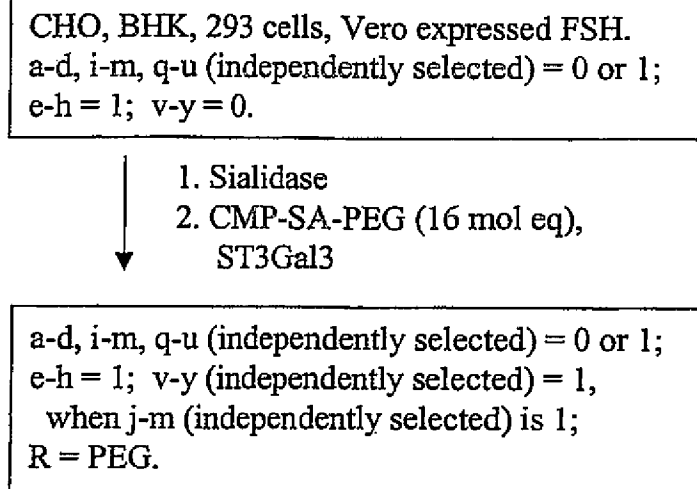 CHO, BHK, 293 cells, Vero expressed FSH.
a-d, i-m, q-u (independently selected) = 0 or 1;
e-h = 1; v-y = 0.
1. Sialidase
2. CMP-SA-PEG (16 mol eq),
ST3Gal3
a-d, i-m, q-u (independently selected) = 0 or 1;
e-h = 1; v-y (independently selected) = 1,
when j-m (independently selected) is 1;
R = PEG.